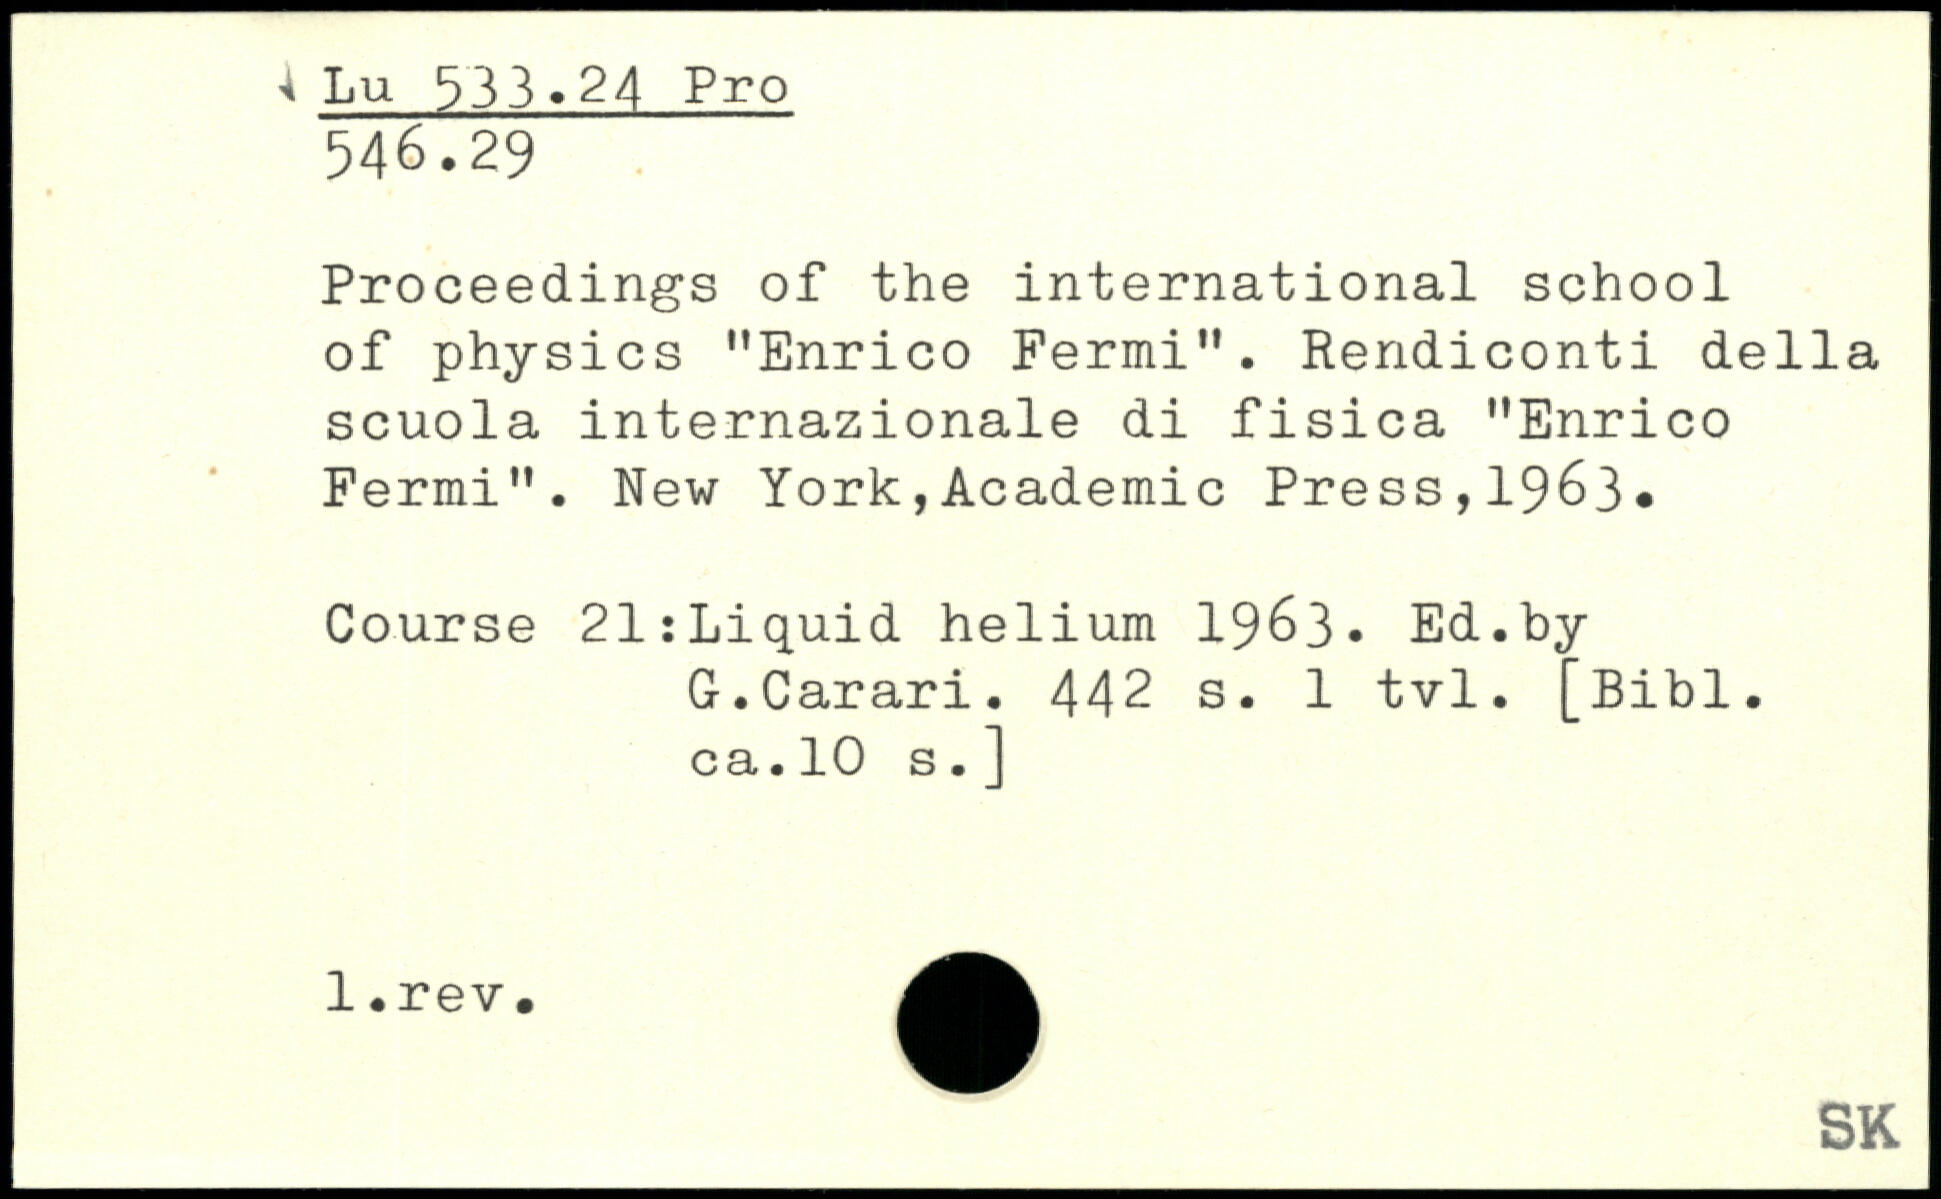 Lu 533.24 Pro
546.29
Proceedings of the international school
of physics "Enrico Fermi". Rendiconti della
scuola internazionale di fisica "Enrico
Fermi". New York,Academic Press,1963.
Course 21:Liquid helium 1963. Ed.by
G.Carari. 442 s. 1 tvl. [Bibl.
ca.10 s.]
1.rev.
SK